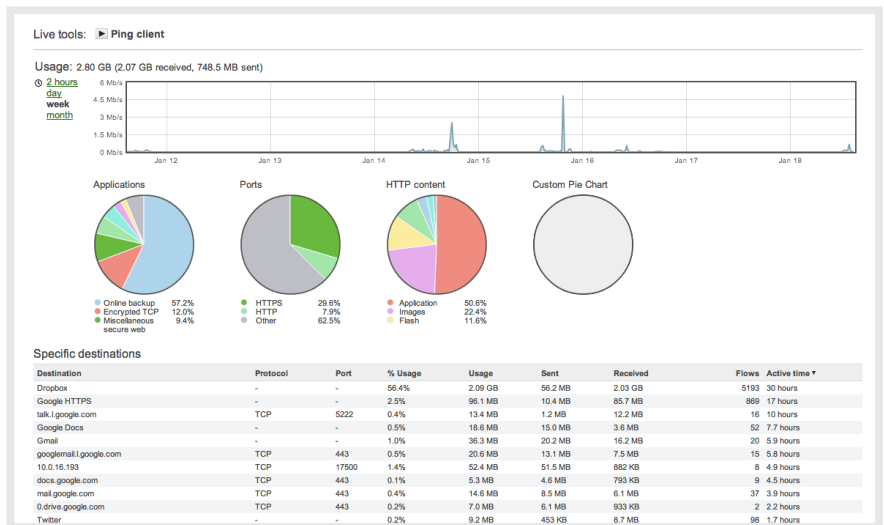 Live tools: Ping client
Usage: 2.80 GB (2.07 GB received, 748.5 MB sent)
2 hours
day
week
month
6 Mb/s
4.5 Mb/s
3 Mb/s
1.5 Mb/s
0 Mb/s
Jan 12 Jan 13 Jan 14 Jan 15 Jan 16 Jan 17 Jan 18
Applications
Online backup 57.2%
Encrypted TCP 12.0%
Miscellaneous 9.4%
secure web
Ports
HTTPS 29.6%
HTTP 7.9%
Other 62.5%
HTTP content
Application 50.6%
Images 22.4%
Flash 11.6%
Custom Pie Chart
Specific destinations
Destination Protocol Port % Usage Usage Sent Received Flows Active time ▼
Dropbox - - 56.4% 2.09 GB 56.2 MB 2.03 GB 5193 30 hours
Google HTTPS - - 2.5% 96.1 MB 10.4 MB 85.7 MB 869 17 hours
talk.l.google.com TCP 5222 0.4% 13.4 MB 1.2 MB 12.2 MB 16 10 hours
Google Docs - - 0.5% 18.6 MB 15.0 MB 3.6 MB 52 7.7 hours
Gmail - - 1.0% 36.3 MB 20.2 MB 16.2 MB 20 5.9 hours
googlemail.l.google.com TCP 443 0.5% 20.6 MB 13.1 MB 7.5 MB 15 5.8 hours
10.0.16.193 TCP 17500 1.4% 52.4 MB 51.5 MB 882 KB 8 4.9 hours
docs.google.com TCP 443 0.1% 5.3 MB 4.6 MB 793 KB 9 4.5 hours
mail.google.com TCP 443 0.4% 14.6 MB 8.5 MB 6.1 MB 37 3.9 hours
0.drive.google.com TCP 443 0.2% 7.0 MB 6.1 MB 933 KB 2 2.2 hours
Twitter - - 0.2% 9.2 MB 453 KB 8.7 MB 98 1.7 hours